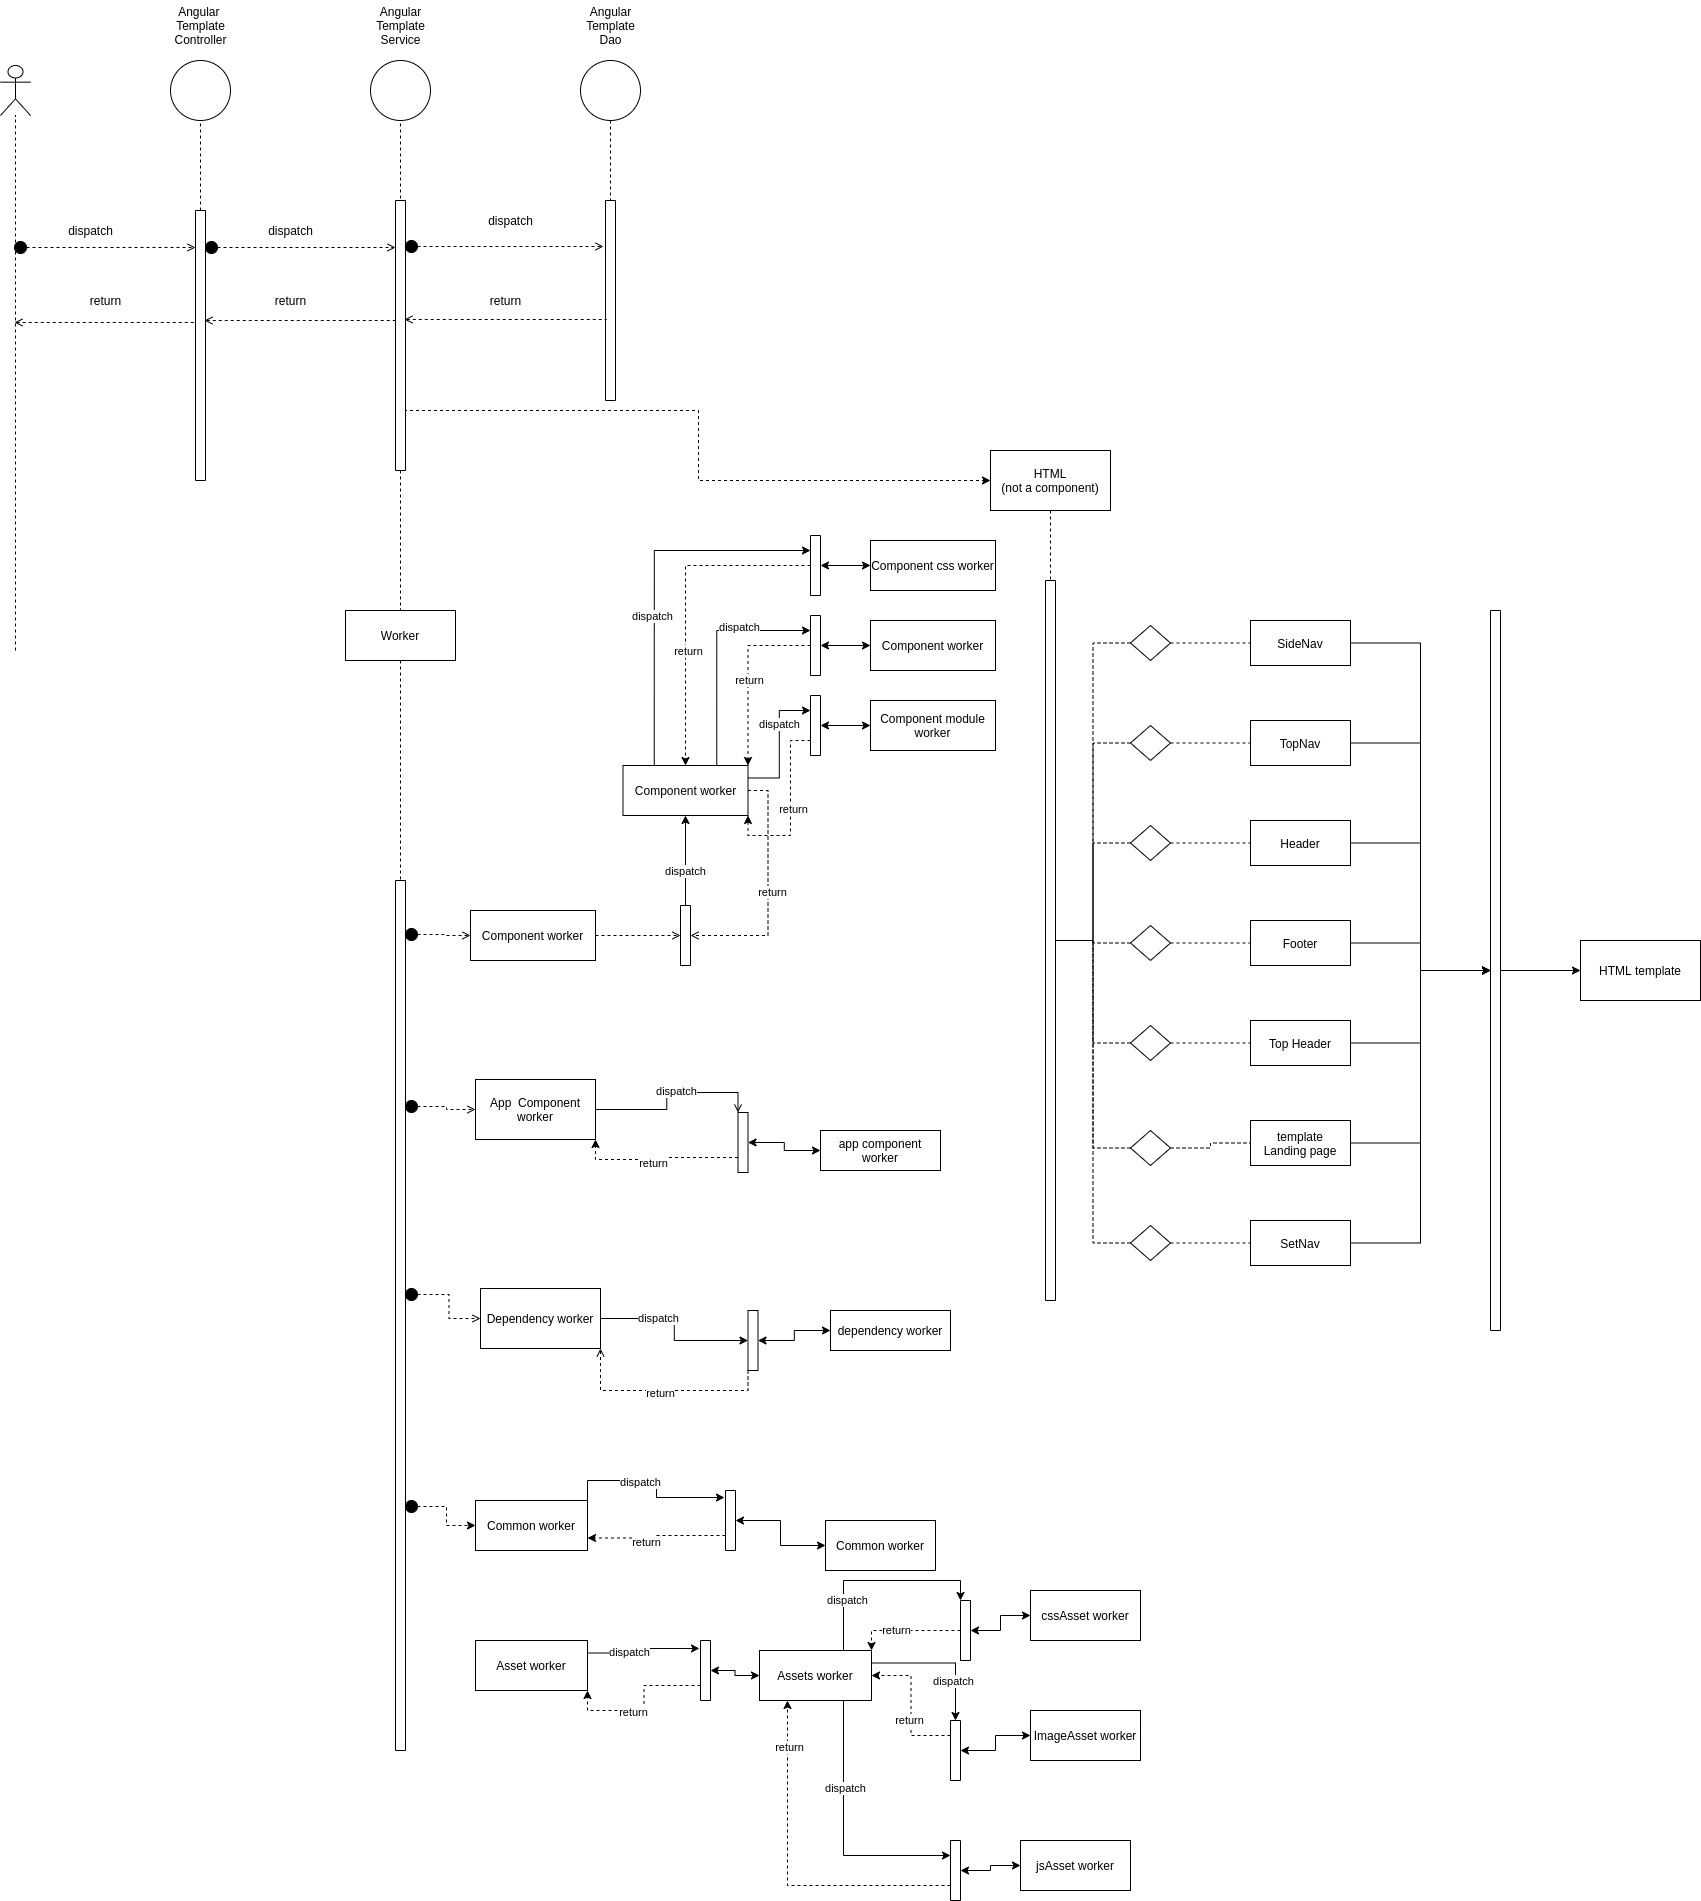 Angular
Template
Controller
Angular
Template
Service
Angular
Template
Dao
dispatch
dispatch
dispatch
return
return
return
HTML
(not a component)
Component css worker
dispatch
Worker
dispatch
return
Component worker
SideNav
return
dispatch
Component module
worker
TopNav
Component worker
return
Header
dispatch
return
Component worker
Footer
HTML template
Top Header
dispatch
App  Component
worker
return
app component
worker
template
Landing page
SetNav
Dependency worker
dispatch
dependency worker
return
dispatch
Common worker
return
Common worker
dispatch
cssAsset worker
return
Asset worker
dispatch
return
Assets worker
dispatch
return
ImageAsset worker
return
dispatch
jsAsset worker